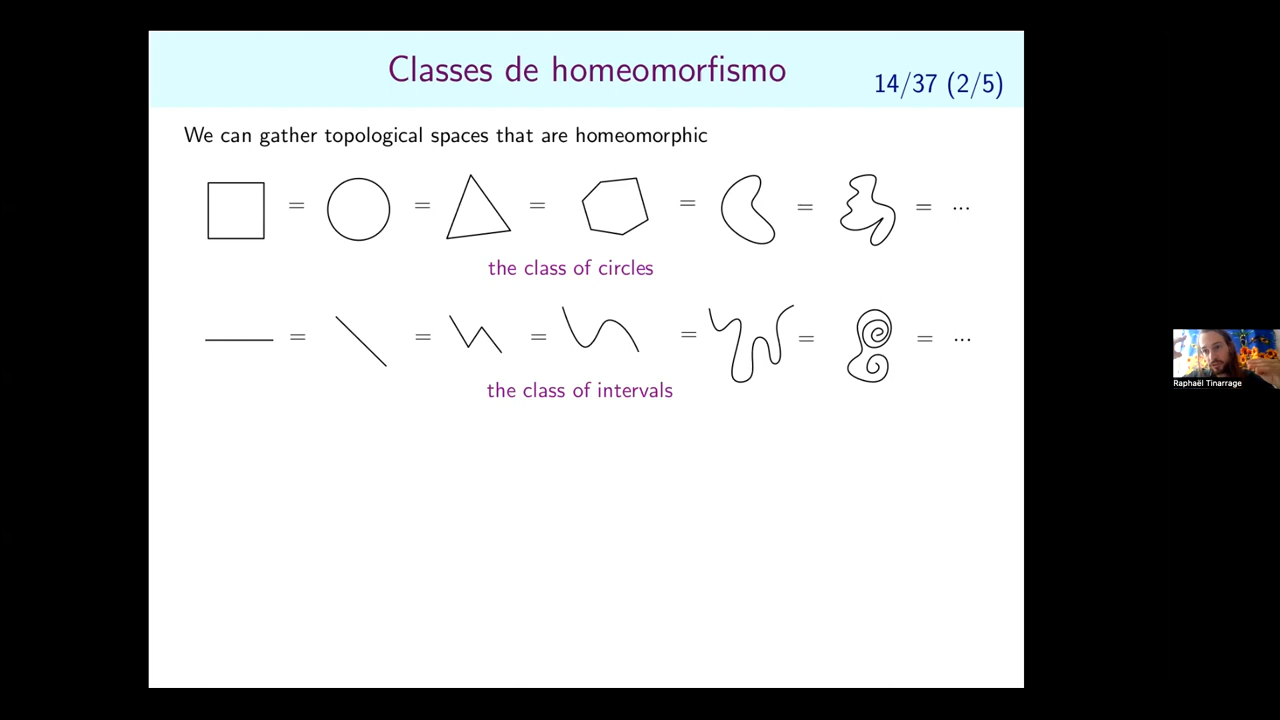 Classes de homeomorfismo
14/37 (2/5)
We can gather topological spaces that are homeomorphic
= = = = = = ...
the class of circles
= = = = = = ...
the class of intervals
Raphaël Tinarrage